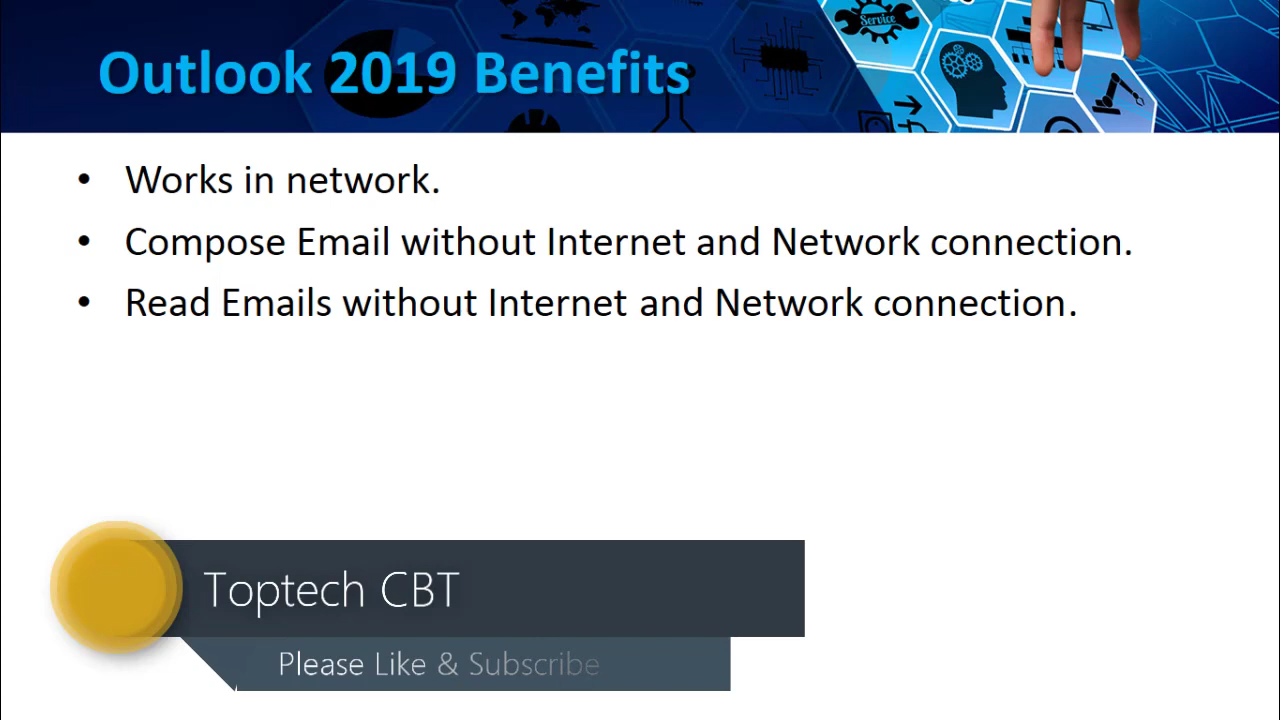 Service
Outlook 2019 Benefits
• Works in network.
• Compose Email without Internet and Network connection.
• Read Emails without Internet and Network connection.
Toptech CBT
Please Like & Subscribe